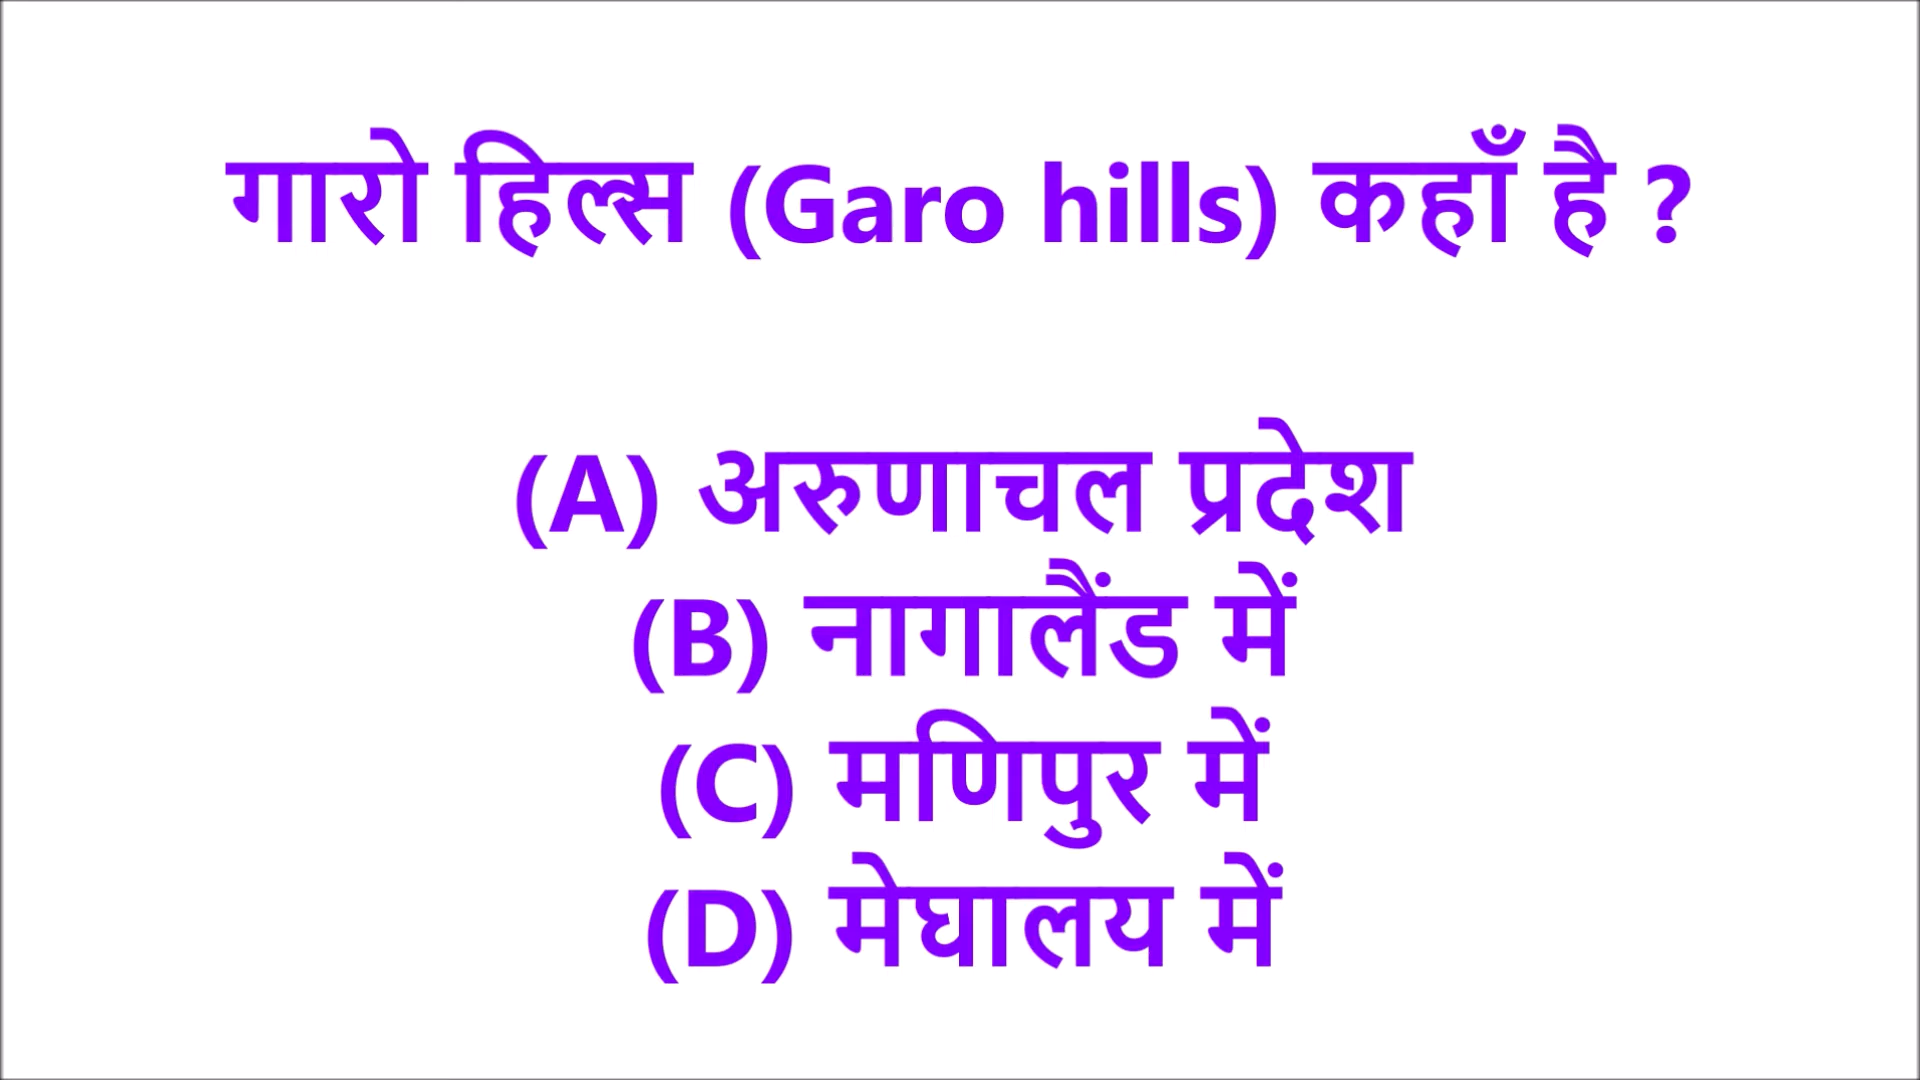 गारो हिल्स (Garo hills) कहाँ है ?
(A) अरुणाचल प्रदेश
(B) नागालैंड में
(C) मणिपुर में
(D) मेघालय में